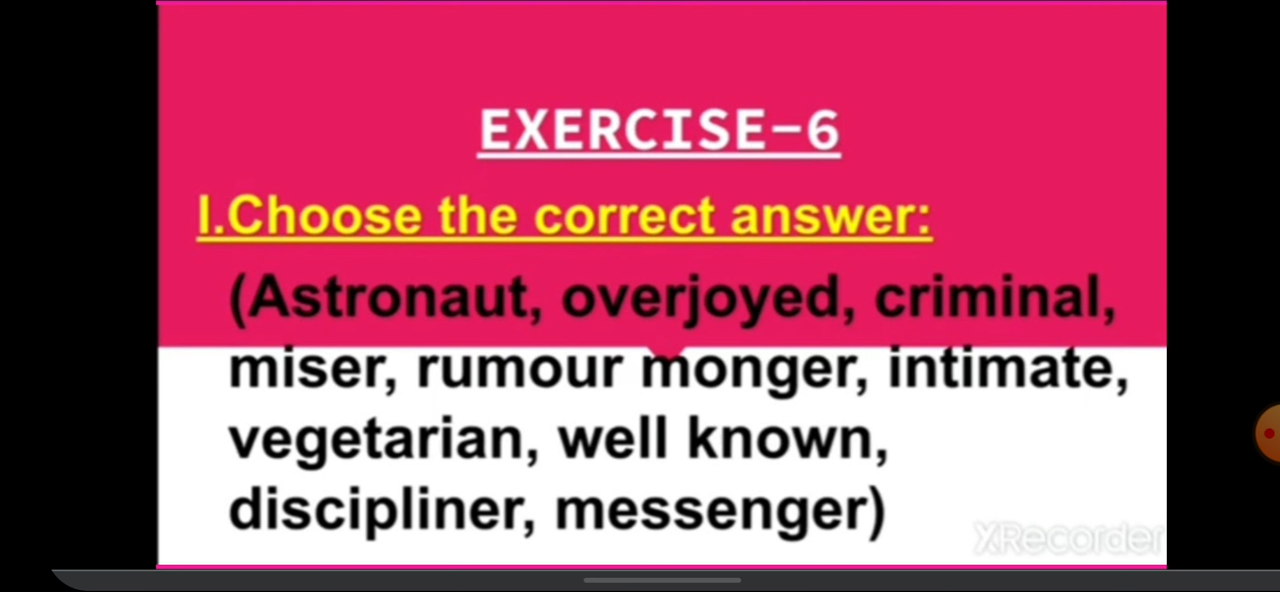 EXERCISE-6
I.Choose the correct answer:
(Astronaut, overjoyed, criminal,
miser, rumour monger, intimate,
vegetarian, well known,
discipliner, messenger)
XRecorder